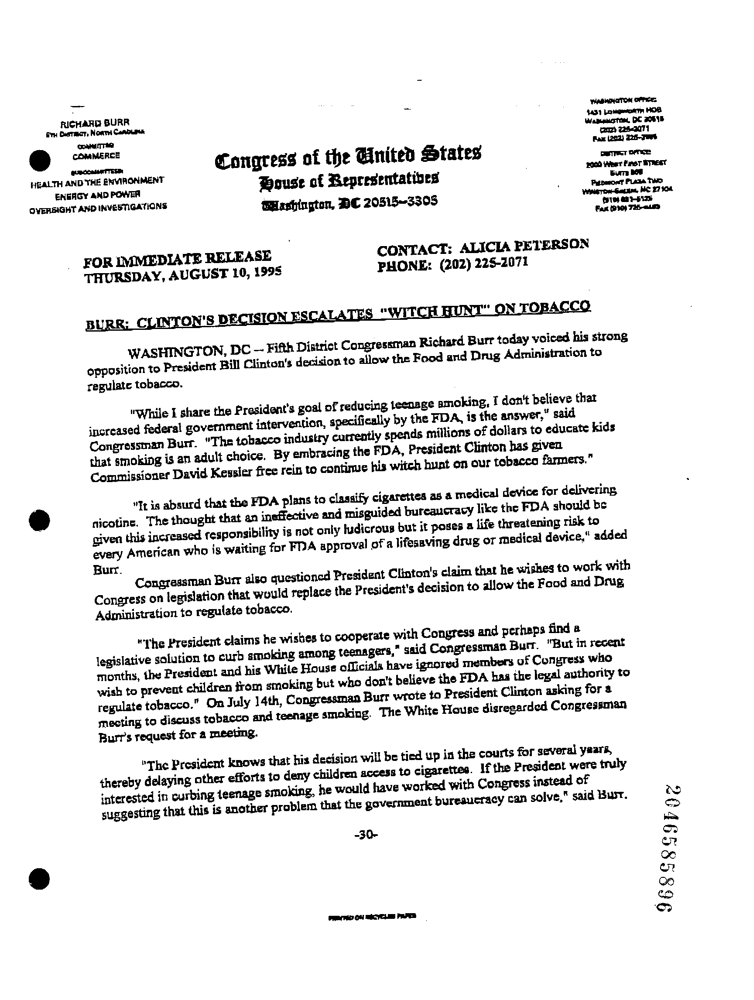 RICHARD BURR
5TH DISTRICT, NORTH CAROLINA
COMMITTEE
COMMERCE
SUBCOMMITTEES
HEALTH AND THE ENVIRONMENT
ENERGY AND POWER
OVERSIGHT AND INVESTIGATIONS
Congress of the United States
House of Representatives
Washington, DC 20515-3305
WASHINGTON OFFICE:
1431 LONGWORTH HOB
WASHINGTON, DC 20515
(202) 225-2071
FAX (202) 225-
DISTRICT OFFICE:
2000 WEST FIRST STREET
SUITE 508
PIEDMONT PLAZA TWO
WINSTON-SALEM, NC 27104
(910) 631-5125
FAX (910) 725-
FOR IMMEDIATE RELEASE
THURSDAY, AUGUST 10, 1995
CONTACT: ALICIA PETERSON
PHONE: (202) 225-2071
BURR: CLINTON'S DECISION ESCALATES "WITCH HUNT" ON TOBACCO
WASHINGTON, DC -- Fifth District Congressman Richard Burr today voiced his strong
opposition to President Bill Clinton's decision to allow the Food and Drug Administration to
regulate tobacco.
"While I share the President's goal of reducing teenage smoking, I don't believe that
increased federal government intervention, specifically by the FDA, is the answer," said
Congressman Burr. "The tobacco industry currently spends millions of dollars to educate kids
that smoking is an adult choice. By embracing the FDA, President Clinton has given
Commissioner David Kessler free rein to continue his witch hunt on our tobacco farmers."
"It is absurd that the FDA plans to classify cigarettes as a medical device for delivering
nicotine. The thought that an ineffective and misguided bureaucracy like the FDA should be
given this increased responsibility is not only ludicrous but it poses a life threatening risk to
every American who is waiting for FDA approval of a lifesaving drug or medical device," added
Burr.
Congressman Burr also questioned President Clinton's claim that he wishes to work with
Congress on legislation that would replace the President's decision to allow the Food and Drug
Administration to regulate tobacco.
"The President claims he wishes to cooperate with Congress and perhaps find a
legislative solution to curb smoking among teenagers," said Congressman Burr. "But in recent
months, the President and his White House officials have ignored members of Congress who
wish to prevent children from smoking but who don't believe the FDA has the legal authority to
regulate tobacco." On July 14th, Congressman Burr wrote to President Clinton asking for a
meeting to discuss tobacco and teenage smoking. The White House disregarded Congressman
Burr's request for a meeting.
"The President knows that his decision will be tied up in the courts for several years,
thereby delaying other efforts to deny children access to cigarettes. If the President were truly
interested in curbing teenage smoking, he would have worked with Congress instead of
suggesting that this is another problem that the government bureaucracy can solve," said Burr.
-30-
2046585896
PRINTED ON RECYCLED PAPER